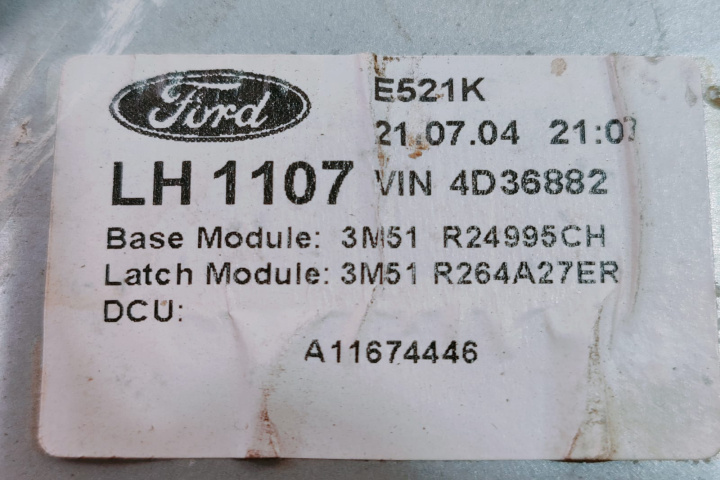 Ford
E521K
21.07.04 21:07
LH 1107
VIN 4D36882
Base Module: 3M51 R24995CH
Latch Module: 3M51 R264A27ER
DCU:
A11674446